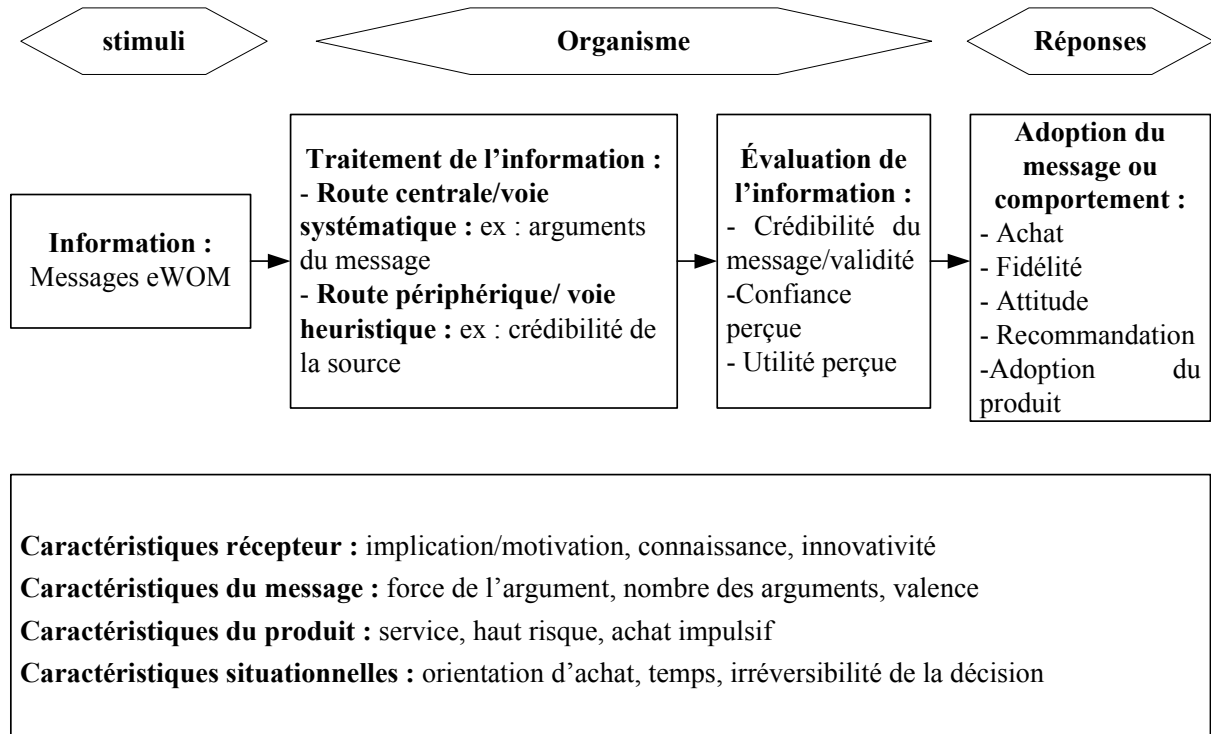 stimuli
Organisme
Réponses
Information :
Messages eWOM
Traitement de l’information :
- Route centrale/voie
systématique : ex : arguments
du message
- Route périphérique/ voie
heuristique : ex : crédibilité de
la source
Évaluation de
l’information :
- Crédibilité du
message/validité
-Confiance
perçue
- Utilité perçue
Adoption du
message ou
comportement :
- Achat
- Fidélité
- Attitude
- Recommandation
-Adoption du
produit
Caractéristiques récepteur : implication/motivation, connaissance, innovativité
Caractéristiques du message : force de l’argument, nombre des arguments, valence
Caractéristiques du produit : service, haut risque, achat impulsif
Caractéristiques situationnelles : orientation d’achat, temps, irréversibilité de la décision